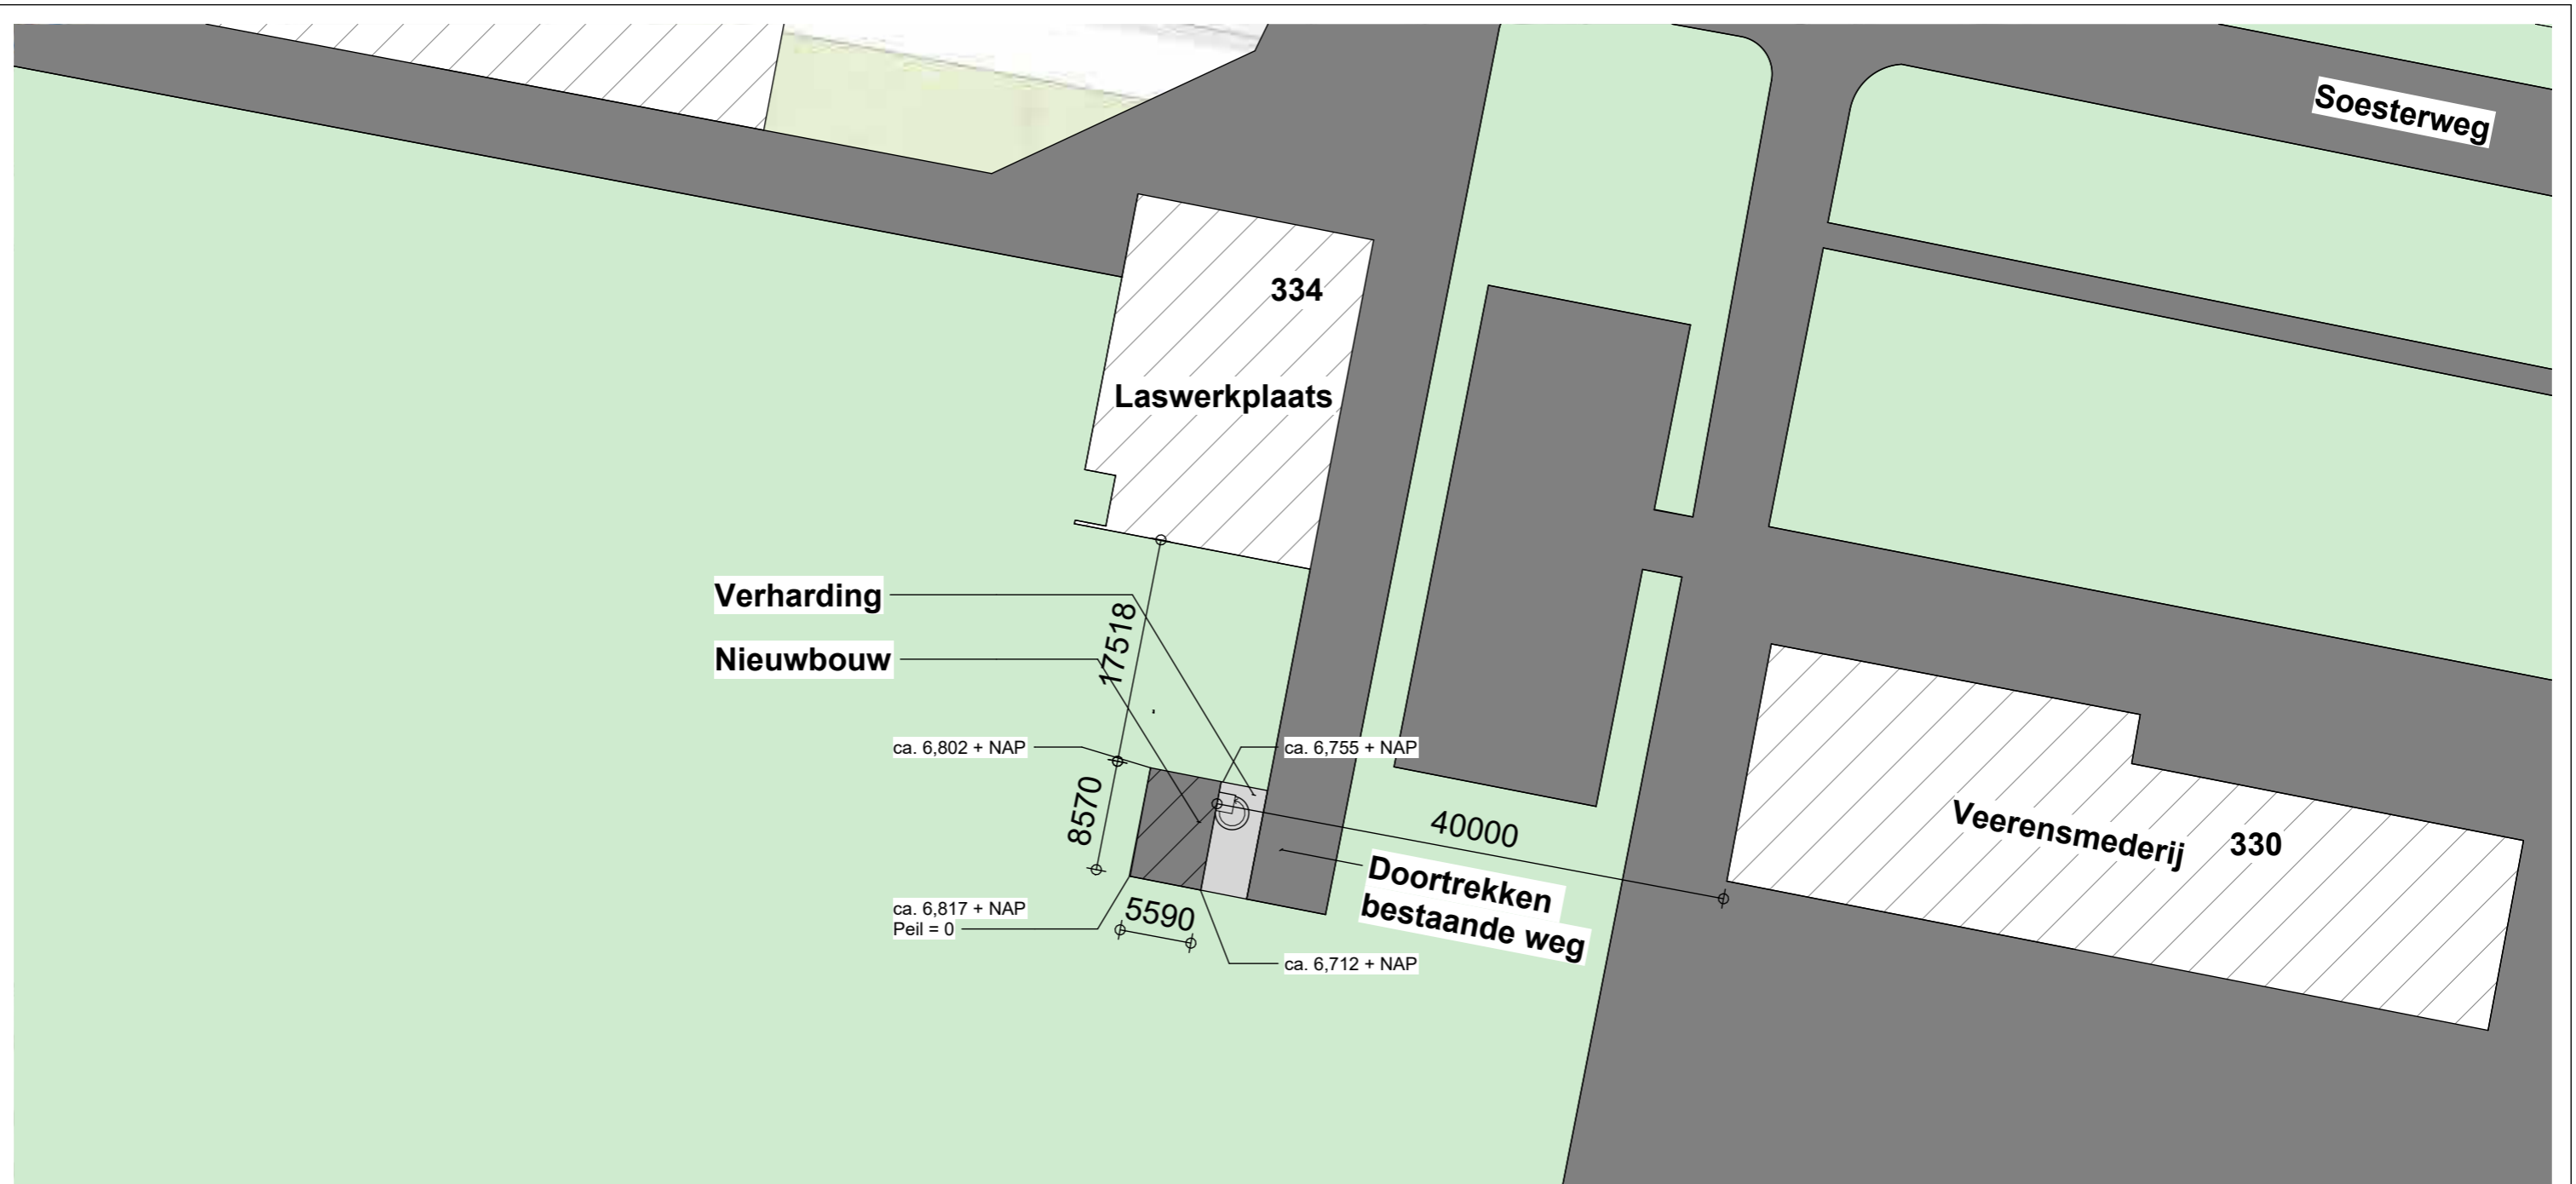 Soesterweg
334
Laswerkplaats
Verharding
17518
Nieuwbouw
ca. 6,802 + NAP
ca. 6,755 + NAP
8570
40000
Veerensmederij 330
Doortrekken
bestaande weg
ca. 6,817 + NAP
Peil = 0
5590
ca. 6,712 + NAP